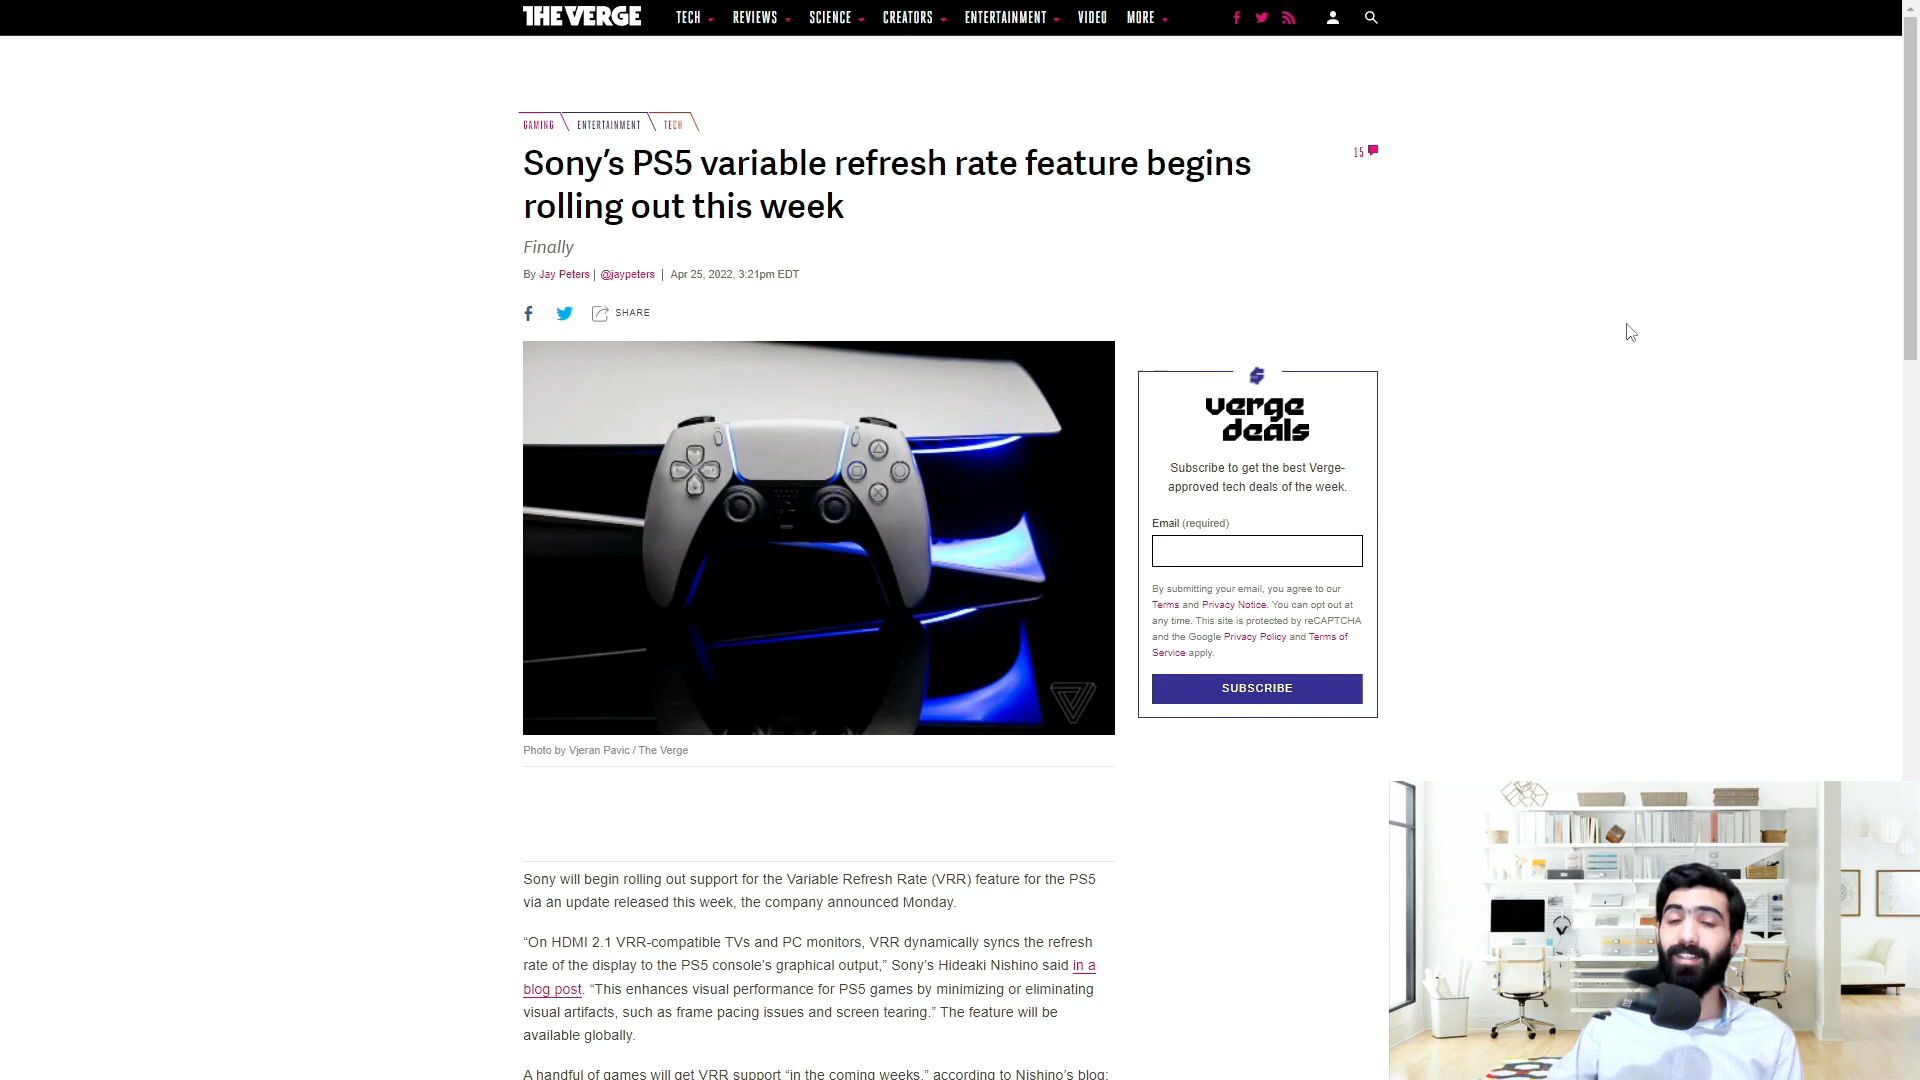 THE VERGE
TECH REVIEWS SCIENCE CREATORS ENTERTAINMENT VIDEO MORE
GAMING ENTERTAINMENT TECH
Sony’s PS5 variable refresh rate feature begins
rolling out this week
15
Finally
By Jay Peters | @jaypeters | Apr 25, 2022, 3:21pm EDT
SHARE
verge
deals
Subscribe to get the best Verge-
approved tech deals of the week.
Email (required)
By submitting your email, you agree to our
Terms and Privacy Notice. You can opt out at
any time. This site is protected by reCAPTCHA
and the Google Privacy Policy and Terms of
Service apply.
SUBSCRIBE
Photo by Vjeran Pavic / The Verge
Sony will begin rolling out support for the Variable Refresh Rate (VRR) feature for the PS5
via an update released this week, the company announced Monday.
“On HDMI 2.1 VRR-compatible TVs and PC monitors, VRR dynamically syncs the refresh
rate of the display to the PS5 console’s graphical output,” Sony’s Hideaki Nishino said in a
blog post. “This enhances visual performance for PS5 games by minimizing or eliminating
visual artifacts, such as frame pacing issues and screen tearing.” The feature will be
available globally.
A handful of games will get VRR support “in the coming weeks,” according to Nishino’s blog: